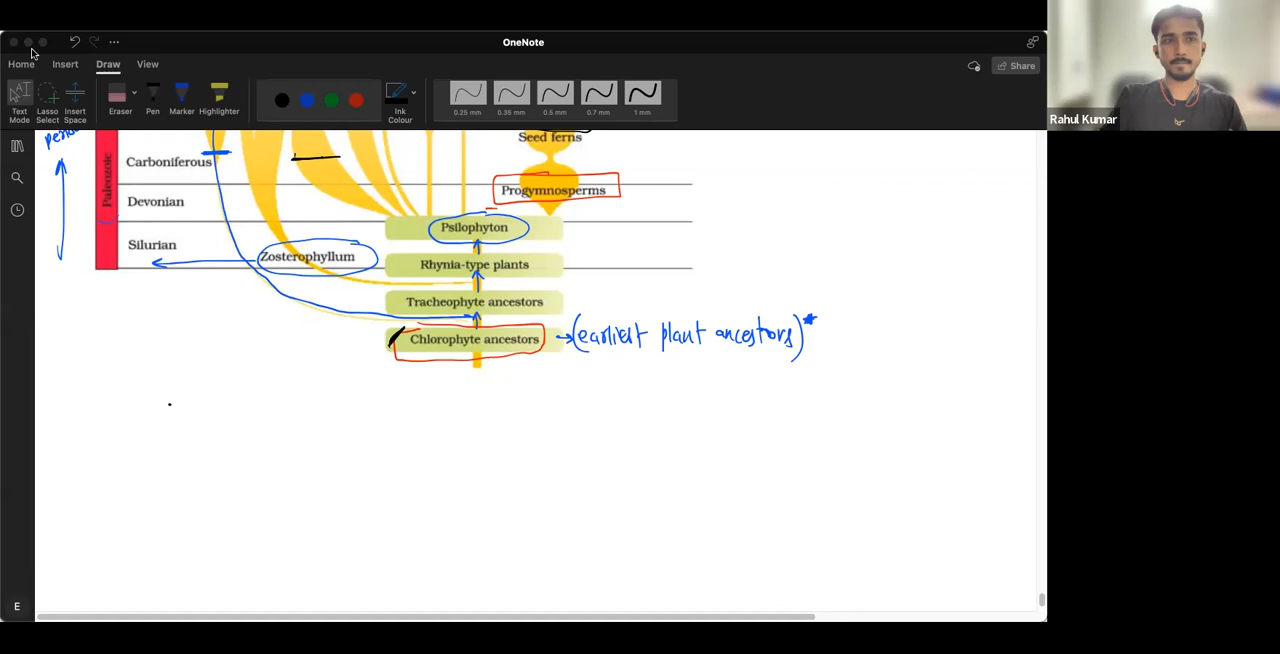 OneNote
Home Insert Draw View
Share
Text Mode
Lasso Select
Insert Space
Eraser
Pen
Marker
Highlighter
Ink Colour
0.25 mm 0.35 mm 0.5 mm 0.7 mm 1 mm
Rahul Kumar
Seed ferns
Carboniferous
Paleozoic
Progymnosperms
Devonian
Psilophyton
Silurian
Zosterophyllum
Rhynia-type plants
Tracheophyte ancestors
Chlorophyte ancestors
(earliest plant ancestors)*
E